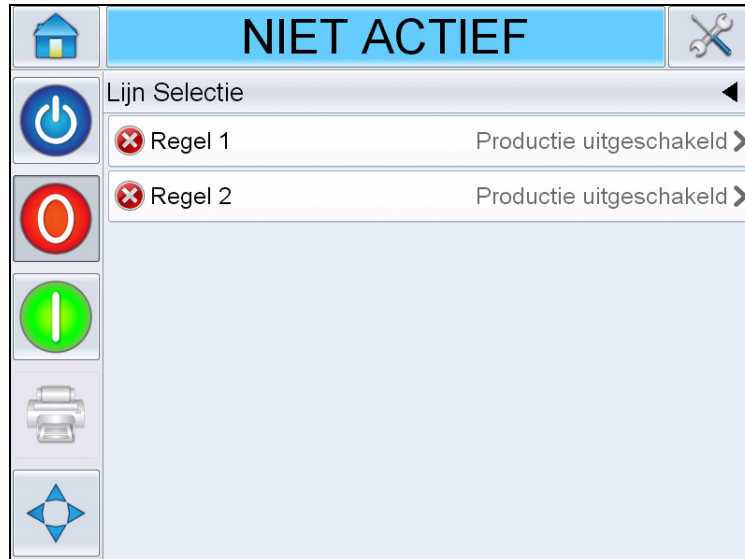 NIET ACTIEF
Lijn Selectie
Regel 1 Productie uitgeschakeld
Regel 2 Productie uitgeschakeld